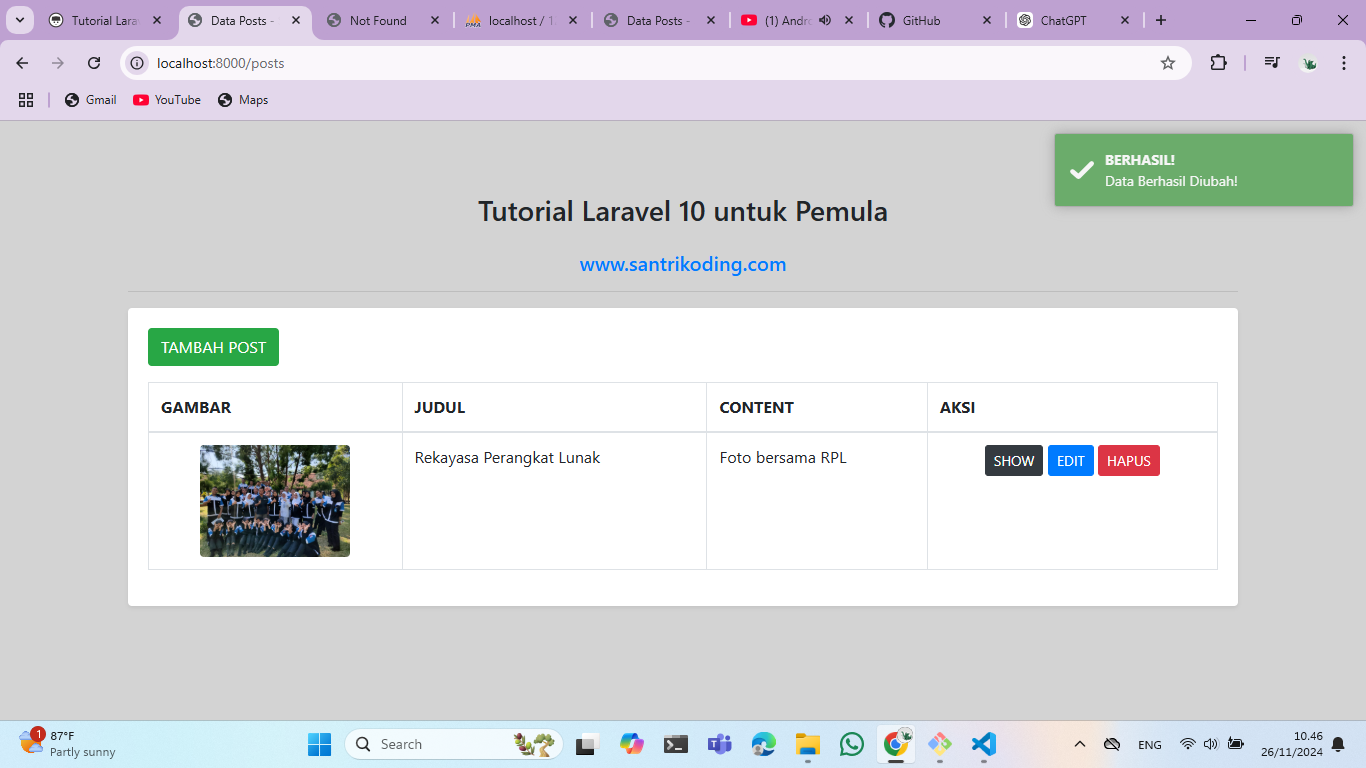 Tutorial Lara
Data Posts -
Not Found
localhost / 1
Data Posts -
(1) Andro
GitHub
ChatGPT
localhost:8000/posts
Gmail
YouTube
Maps
BERHASIL!
Data Berhasil Diubah!
Tutorial Laravel 10 untuk Pemula
www.santrikoding.com
TAMBAH POST
GAMBAR JUDUL CONTENT AKSI
Rekayasa Perangkat Lunak Foto bersama RPL SHOW EDIT HAPUS
1
87°F
Partly sunny
Search
ENG
10.46
26/11/2024